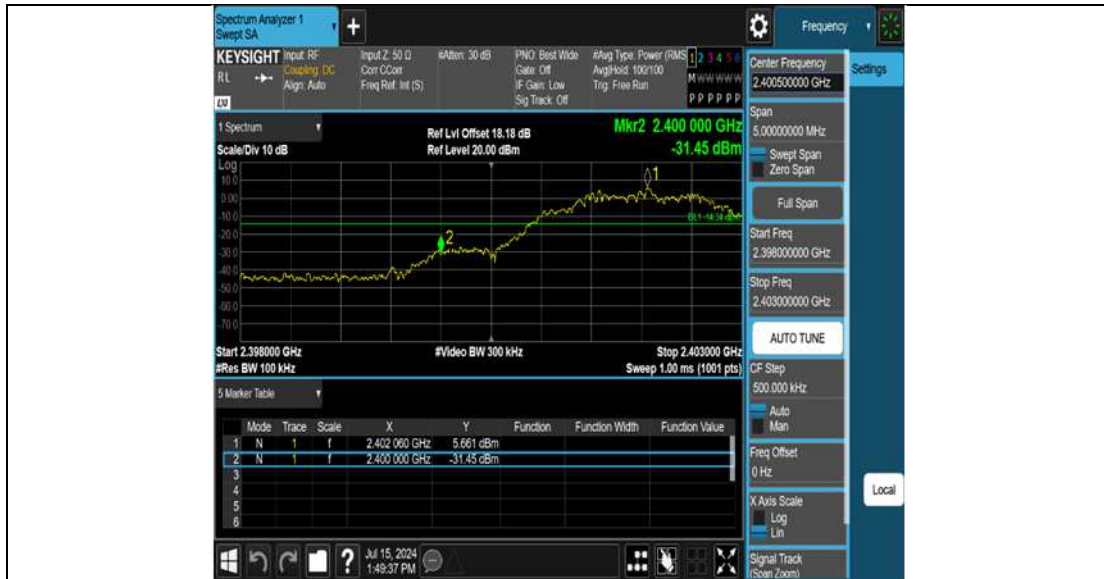 Spectrum Analyzer 1
Swept SA
Frequency
KEYSIGHT
RL
LXI
Input: RF
Coupling: DC
Align: Auto
Input Z: 50 Ω
Corr CCorr
Freq Ref: Int (S)
#Atten: 30 dB
PNO: Best Wide
Gate: Off
IF Gain: Low
Sig Track: Off
#Avg Type: Power (RMS
Avg|Hold: 100/100
Trig: Free Run
1 2 3 4 5 6
M W W W W W
P P P P P P
1 Spectrum
Scale/Div 10 dB
Ref Lvl Offset 18.18 dB
Ref Level 20.00 dBm
Mkr2 2.400 000 GHz
-31.45 dBm
Log
10.0
0.00
-10.0
-20.0
-30.0
-40.0
-50.0
-60.0
-70.0
1
2
DL1 -14.34 dBm
Start 2.398000 GHz
#Res BW 100 kHz
#Video BW 300 kHz
Stop 2.403000 GHz
Sweep 1.00 ms (1001 pts)
5 Marker Table
Mode Trace Scale X Y Function Function Width Function Value
1 N 1 f 2.402 060 GHz 5.661 dBm
2 N 1 f 2.400 000 GHz -31.45 dBm
3
4
5
6
?
Jul 15, 2024
1:49:37 PM
Center Frequency
2.400500000 GHz
Settings
Span
5.00000000 MHz
Swept Span
Zero Span
Full Span
Start Freq
2.398000000 GHz
Stop Freq
2.403000000 GHz
AUTO TUNE
CF Step
500.000 kHz
Auto
Man
Freq Offset
0 Hz
X Axis Scale
Log
Lin
Local
Signal Track
(Span Zoom)